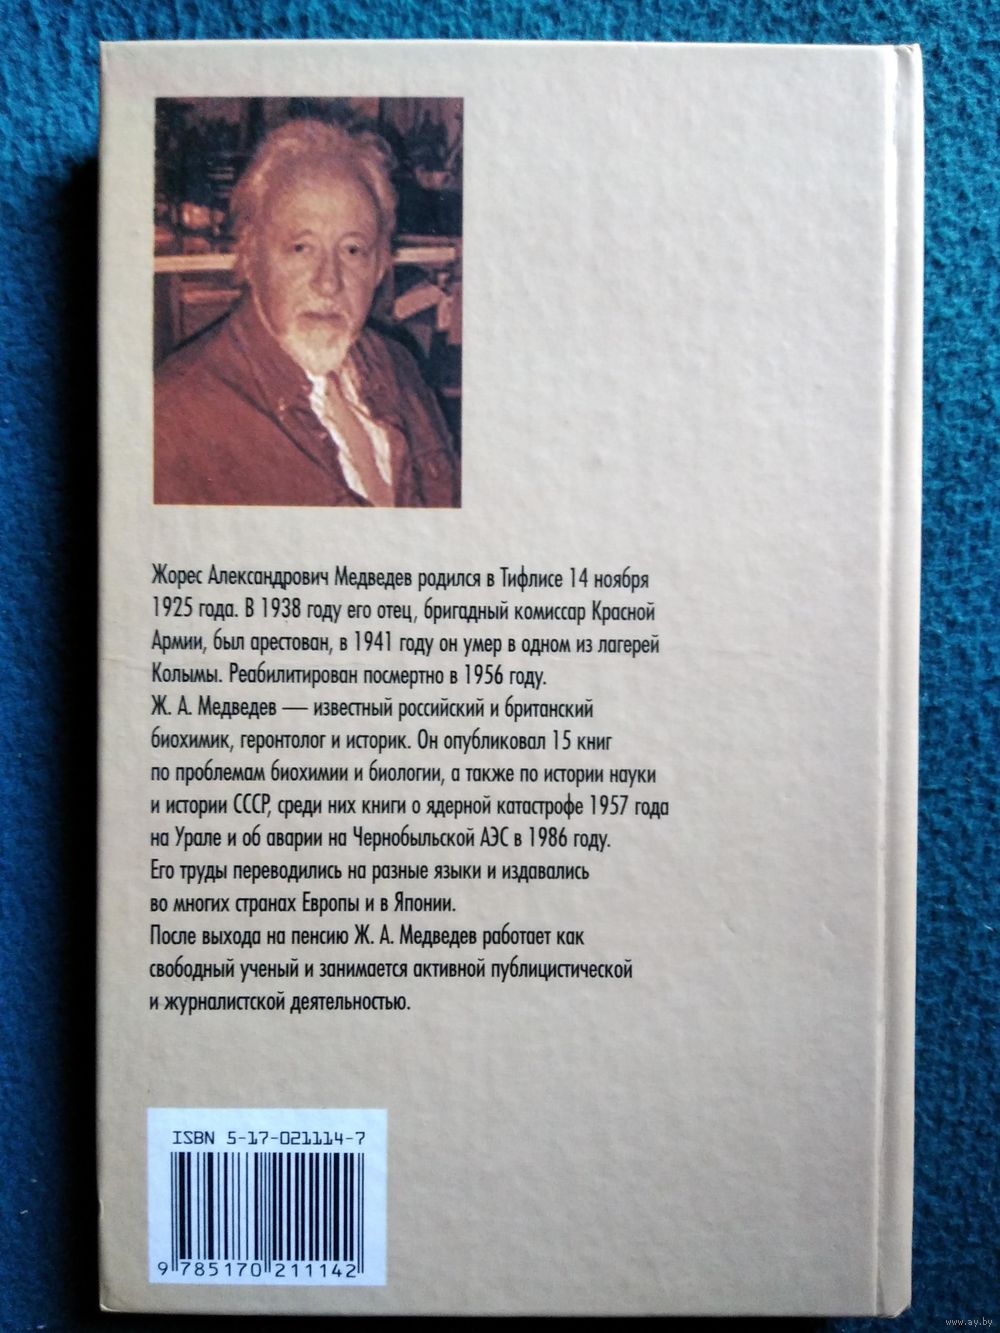 Жорес Александрович Медведев родился в Тифлисе 14 ноября
1925 года. В 1938 году его отец, бригадный комиссар Красной
Армии, был арестован, в 1941 году он умер в одном из лагерей
Колымы. Реабилитирован посмертно в 1956 году.
Ж. А. Медведев — известный российский и британский
биохимик, геронтолог и историк. Он опубликовал 15 книг
по проблемам биохимии и биологии, а также по истории науки
и истории СССР, среди них книги о ядерной катастрофе 1957 года
на Урале и об аварии на Чернобыльской АЭС в 1986 году.
Его труды переводились на разные языки и издавались
во многих странах Европы и в Японии.
После выхода на пенсию Ж. А. Медведев работает как
свободный ученый и занимается активной публицистической
и журналистской деятельностью.
ISBN 5-17-021114-7
9 785170 211142
www.ay.by